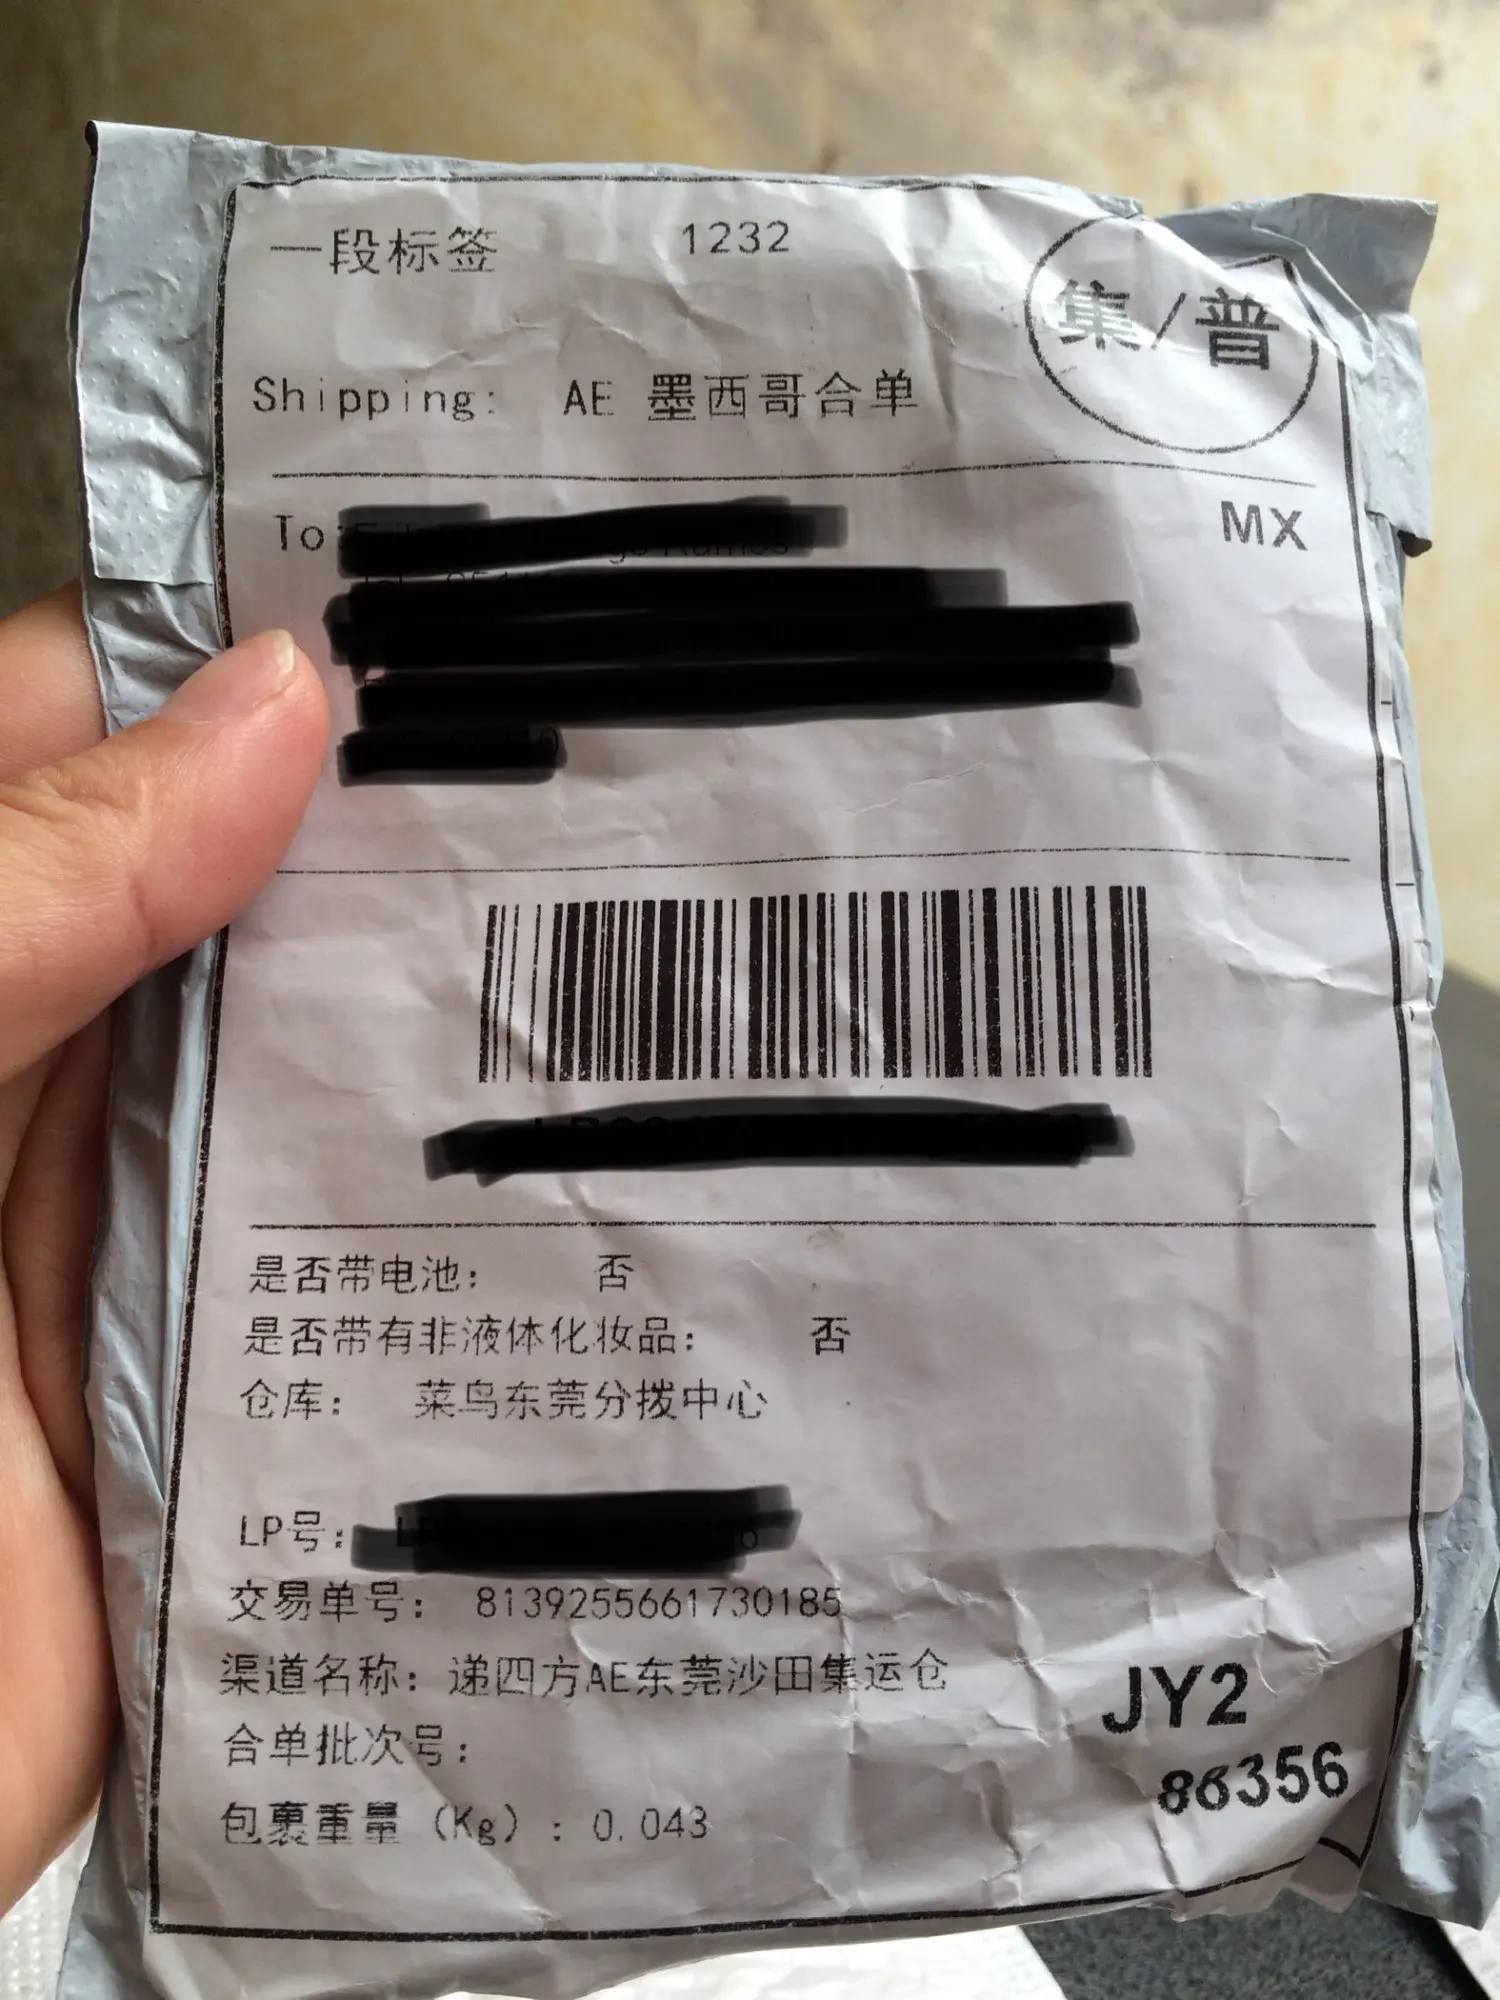 一段标签 1232
集/普
Shipping: AE 墨西哥合单
To
MX
是否带电池： 否
是否带有非液体化妆品： 否
仓库： 菜鸟东莞分拨中心
LP号：
交易单号： 8139255661730185
渠道名称：递四方AE东莞沙田集运仓
合单批次号：
包裹重量（Kg）：0.043
JY2
86356